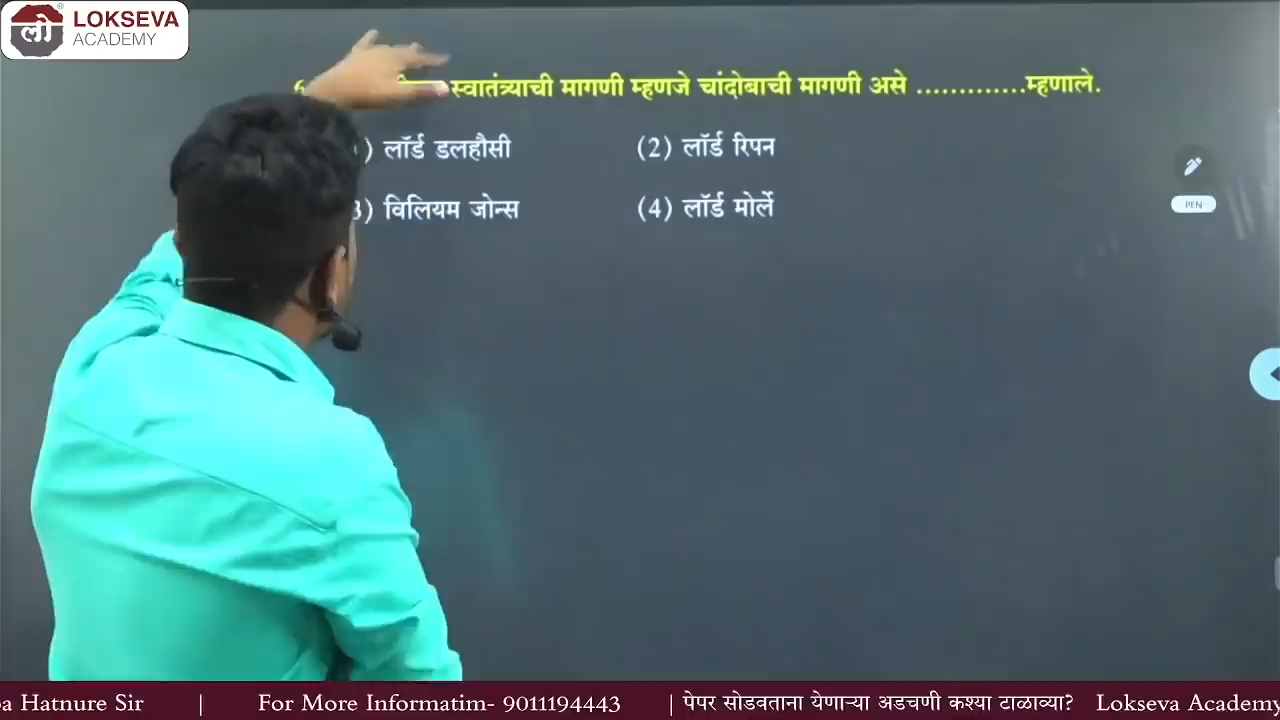 लो
LOKSEVA
ACADEMY
स्वातंत्र्याची मागणी म्हणजे चांदोबाची मागणी असे .............म्हणाले.
) लॉर्ड डलहौसी (2) लॉर्ड रिपन
3) विलियम जोन्स (4) लॉर्ड मोर्ले
PEN
a Hatnure Sir | For More Informatim- 9011194443 | पेपर सोडवताना येणाऱ्या अडचणी कश्या टाळाव्या? Lokseva Academy